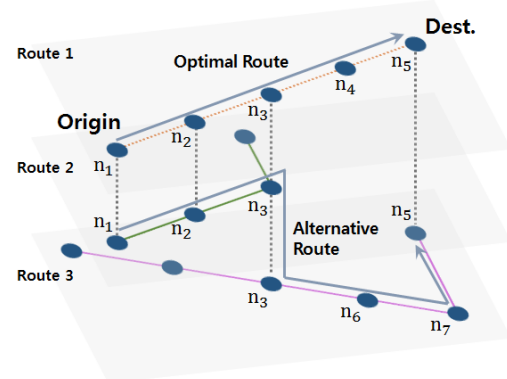 Dest.
Route 1
Optimal Route
n5
n4
n3
Origin
n2
n1
Route 2
n3
n5
n1
n2
Alternative
Route
Route 3
n3
n6
n7